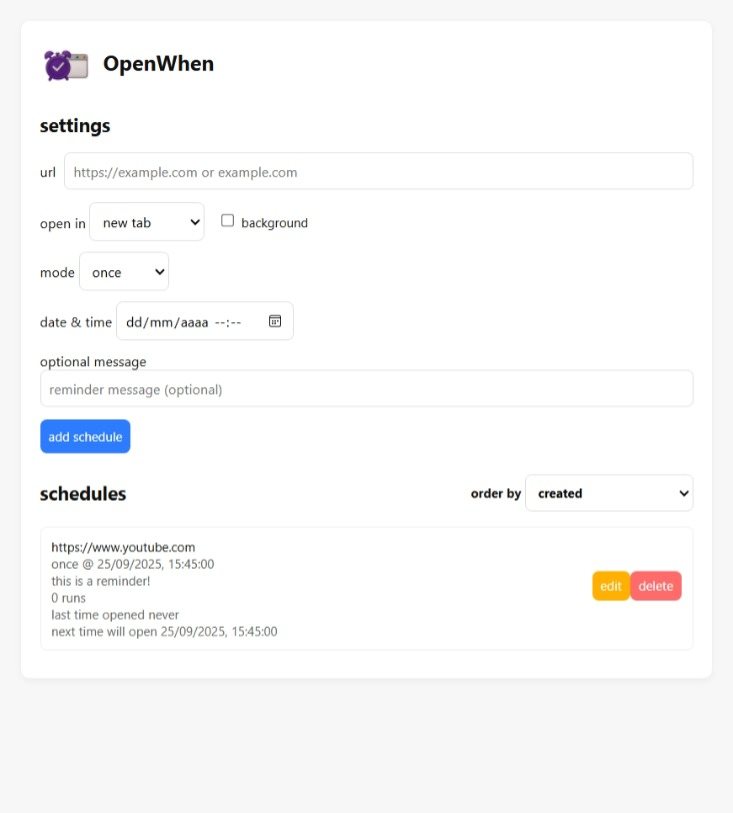 OpenWhen
settings
url https://example.com or example.com
open in new tab background
mode once
date & time dd/mm/aaaa --:--
optional message
reminder message (optional)
add schedule
schedules order by created
https://www.youtube.com
once @ 25/09/2025, 15:45:00
this is a reminder!
0 runs
last time opened never
next time will open 25/09/2025, 15:45:00
edit delete